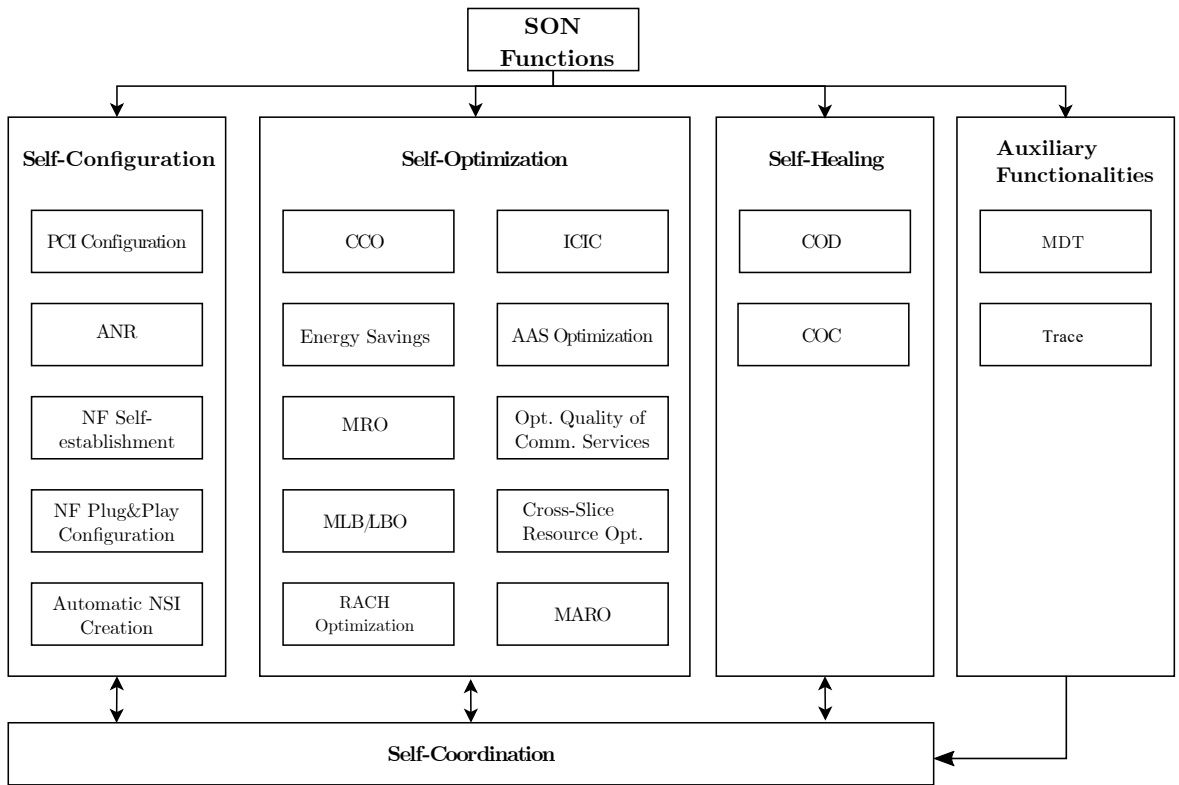 SON
Functions
Self-Configuration
PCI Configuration
ANR
NF Self-
establishment
NF Plug&Play
Configuration
Automatic NSI
Creation
Self-Optimization
CCO
ICIC
Energy Savings
AAS Optimization
MRO
Opt. Quality of
Comm. Services
MLB/LBO
Cross-Slice
Resource Opt.
RACH
Optimization
MARO
Self-Healing
COD
COC
Auxiliary
Functionalities
MDT
Trace
Self-Coordination